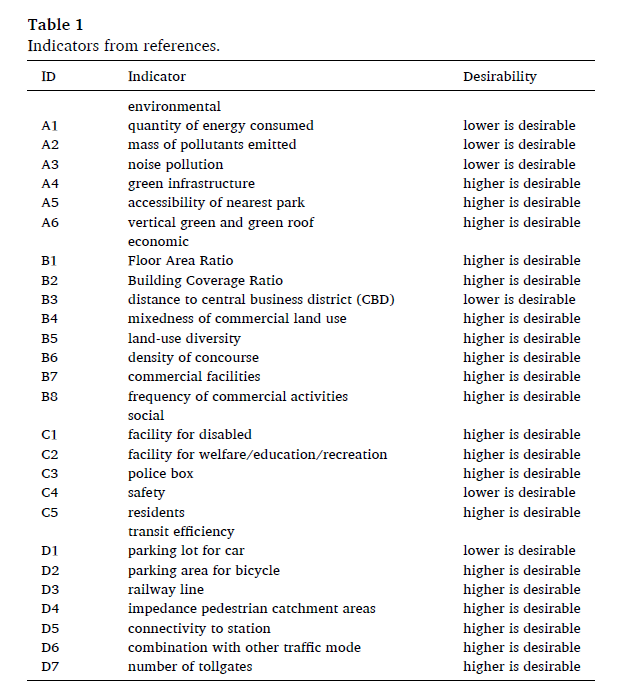 Table 1
Indicators from references.
ID Indicator Desirability
environmental
A1 quantity of energy consumed lower is desirable
A2 mass of pollutants emitted lower is desirable
A3 noise pollution lower is desirable
A4 green infrastructure higher is desirable
A5 accessibility of nearest park higher is desirable
A6 vertical green and green roof higher is desirable
economic
B1 Floor Area Ratio higher is desirable
B2 Building Coverage Ratio higher is desirable
B3 distance to central business district (CBD) lower is desirable
B4 mixedness of commercial land use higher is desirable
B5 land-use diversity higher is desirable
B6 density of concourse higher is desirable
B7 commercial facilities higher is desirable
B8 frequency of commercial activities higher is desirable
social
C1 facility for disabled higher is desirable
C2 facility for welfare/education/recreation higher is desirable
C3 police box higher is desirable
C4 safety lower is desirable
C5 residents higher is desirable
transit efficiency
D1 parking lot for car lower is desirable
D2 parking area for bicycle higher is desirable
D3 railway line higher is desirable
D4 impedance pedestrian catchment areas higher is desirable
D5 connectivity to station higher is desirable
D6 combination with other traffic mode higher is desirable
D7 number of tollgates higher is desirable